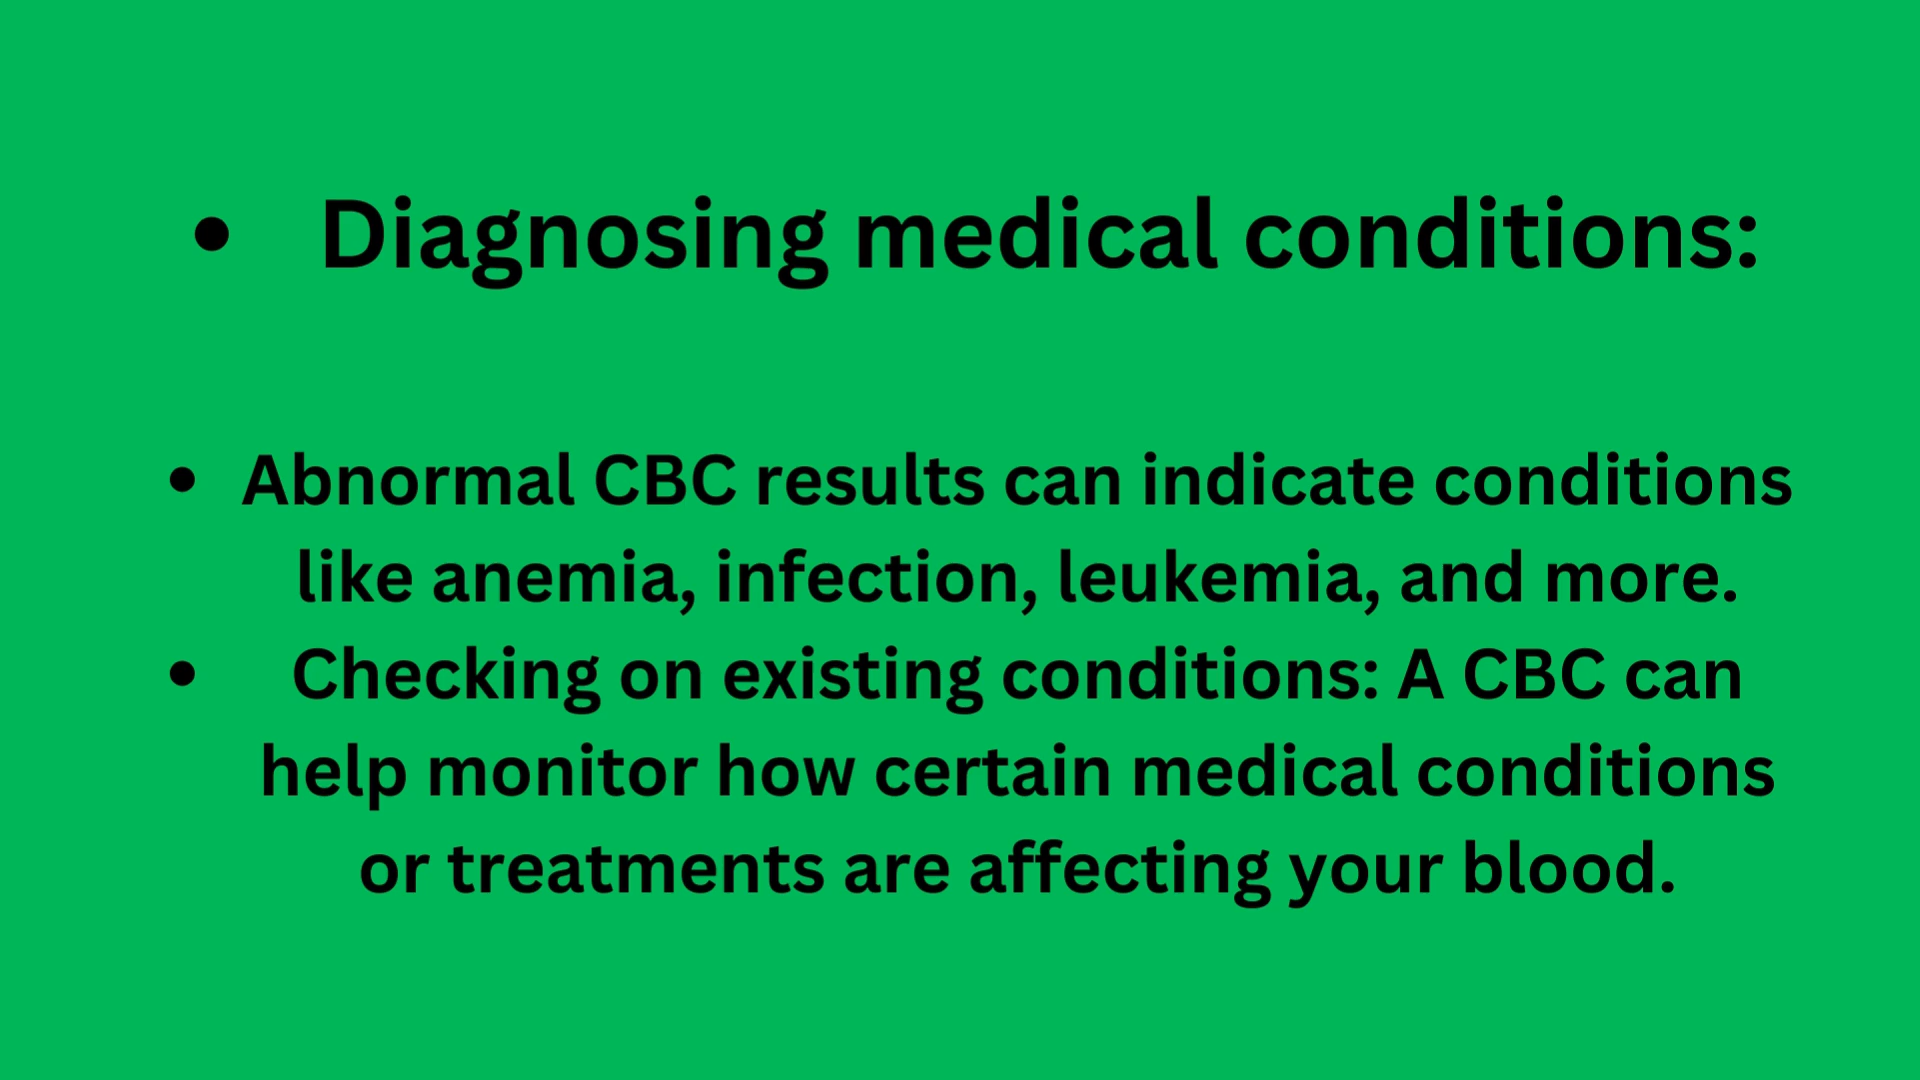 • Diagnosing medical conditions:
• Abnormal CBC results can indicate conditions
like anemia, infection, leukemia, and more.
• Checking on existing conditions: A CBC can
help monitor how certain medical conditions
or treatments are affecting your blood.